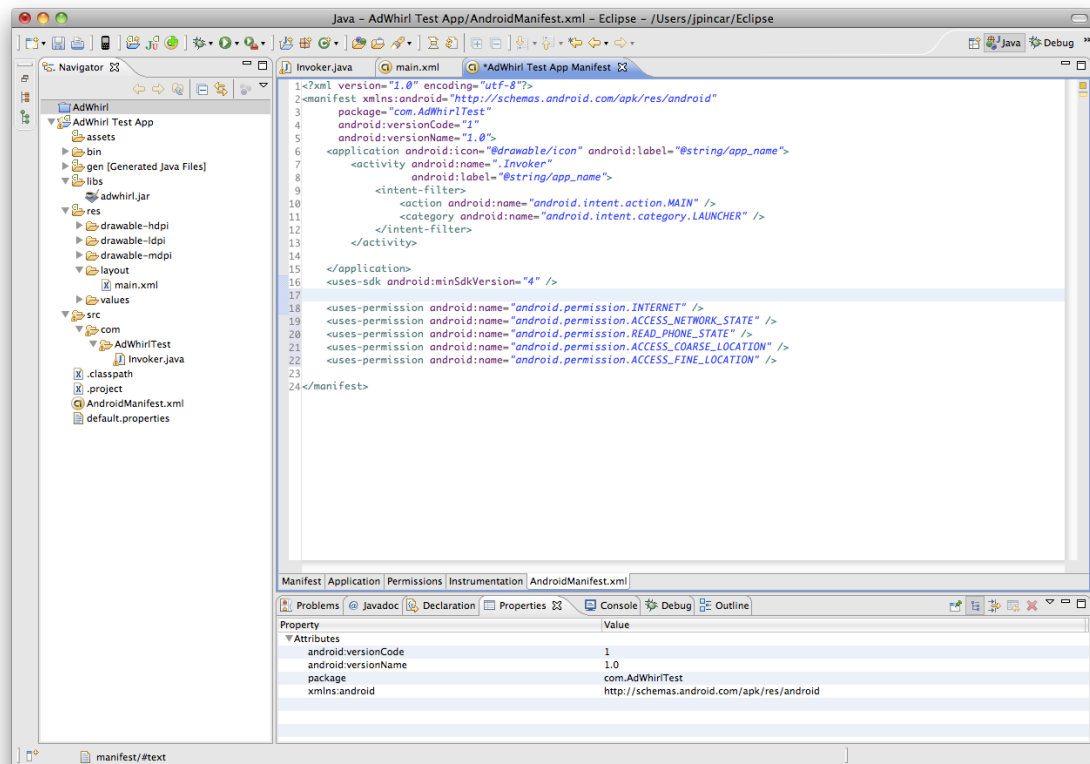 Java – AdWhirl Test App/AndroidManifest.xml – Eclipse – /Users/jpincar/Eclipse
Java Debug »
Navigator
AdWhirl
AdWhirl Test App
assets
bin
gen [Generated Java Files]
libs
adwhirl.jar
res
drawable-hdpi
drawable-ldpi
drawable-mdpi
layout
main.xml
values
src
com
AdWhirlTest
Invoker.java
.classpath
.project
AndroidManifest.xml
default.properties
Invoker.java main.xml *AdWhirl Test App Manifest
1 <?xml version="1.0" encoding="utf-8"?>
2 <manifest xmlns:android="http://schemas.android.com/apk/res/android"
3 package="com.AdWhirlTest"
4 android:versionCode="1"
5 android:versionName="1.0">
6 <application android:icon="@drawable/icon" android:label="@string/app_name">
7 <activity android:name=".Invoker"
8 android:label="@string/app_name">
9 <intent-filter>
10 <action android:name="android.intent.action.MAIN" />
11 <category android:name="android.intent.category.LAUNCHER" />
12 </intent-filter>
13 </activity>
14
15 </application>
16 <uses-sdk android:minSdkVersion="4" />
17
18 <uses-permission android:name="android.permission.INTERNET" />
19 <uses-permission android:name="android.permission.ACCESS_NETWORK_STATE" />
20 <uses-permission android:name="android.permission.READ_PHONE_STATE" />
21 <uses-permission android:name="android.permission.ACCESS_COARSE_LOCATION" />
22 <uses-permission android:name="android.permission.ACCESS_FINE_LOCATION" />
23
24 </manifest>
Manifest Application Permissions Instrumentation AndroidManifest.xml
Problems @ Javadoc Declaration Properties Console Debug Outline
Property Value
Attributes
android:versionCode 1
android:versionName 1.0
package com.AdWhirlTest
xmlns:android http://schemas.android.com/apk/res/android
manifest/#text